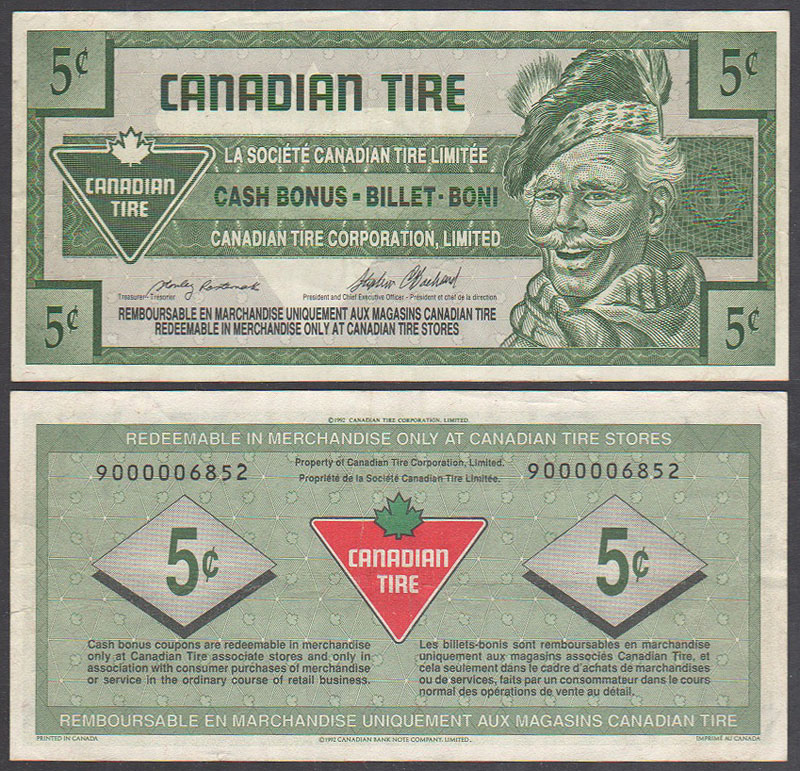 5¢
5¢
CANADIAN TIRE
LA SOCIÉTÉ CANADIAN TIRE LIMITÉE
CANADIAN
TIRE
CASH BONUS - BILLET - BONI
CANADIAN TIRE CORPORATION, LIMITED
Treasurer - Trésorier
President and Chief Executive Officer - Président et chef de la direction
5¢
5¢
REMBOURSABLE EN MARCHANDISE UNIQUEMENT AUX MAGASINS CANADIAN TIRE
REDEEMABLE IN MERCHANDISE ONLY AT CANADIAN TIRE STORES
©1992 CANADIAN TIRE CORPORATION, LIMITED.
REDEEMABLE IN MERCHANDISE ONLY AT CANADIAN TIRE STORES
9000006852
Property of Canadian Tire Corporation, Limited.
Propriété de la Société Canadian Tire Limitée.
9000006852
5¢
CANADIAN
TIRE
5¢
Cash bonus coupons are redeemable in merchandise
only at Canadian Tire associate stores and only in
association with consumer purchases of merchandise
or service in the ordinary course of retail business.
Les billets-bonis sont remboursables en marchandise
uniquement aux magasins associés Canadian Tire, et
cela seulement dans le cadre d'achats de marchandises
ou de services, faits par un consommateur dans le cours
normal des opérations de vente au détail.
REMBOURSABLE EN MARCHANDISE UNIQUEMENT AUX MAGASINS CANADIAN TIRE
PRINTED IN CANADA
©1992 CANADIAN BANK NOTE COMPANY, LIMITED.
IMPRIMÉ AU CANADA